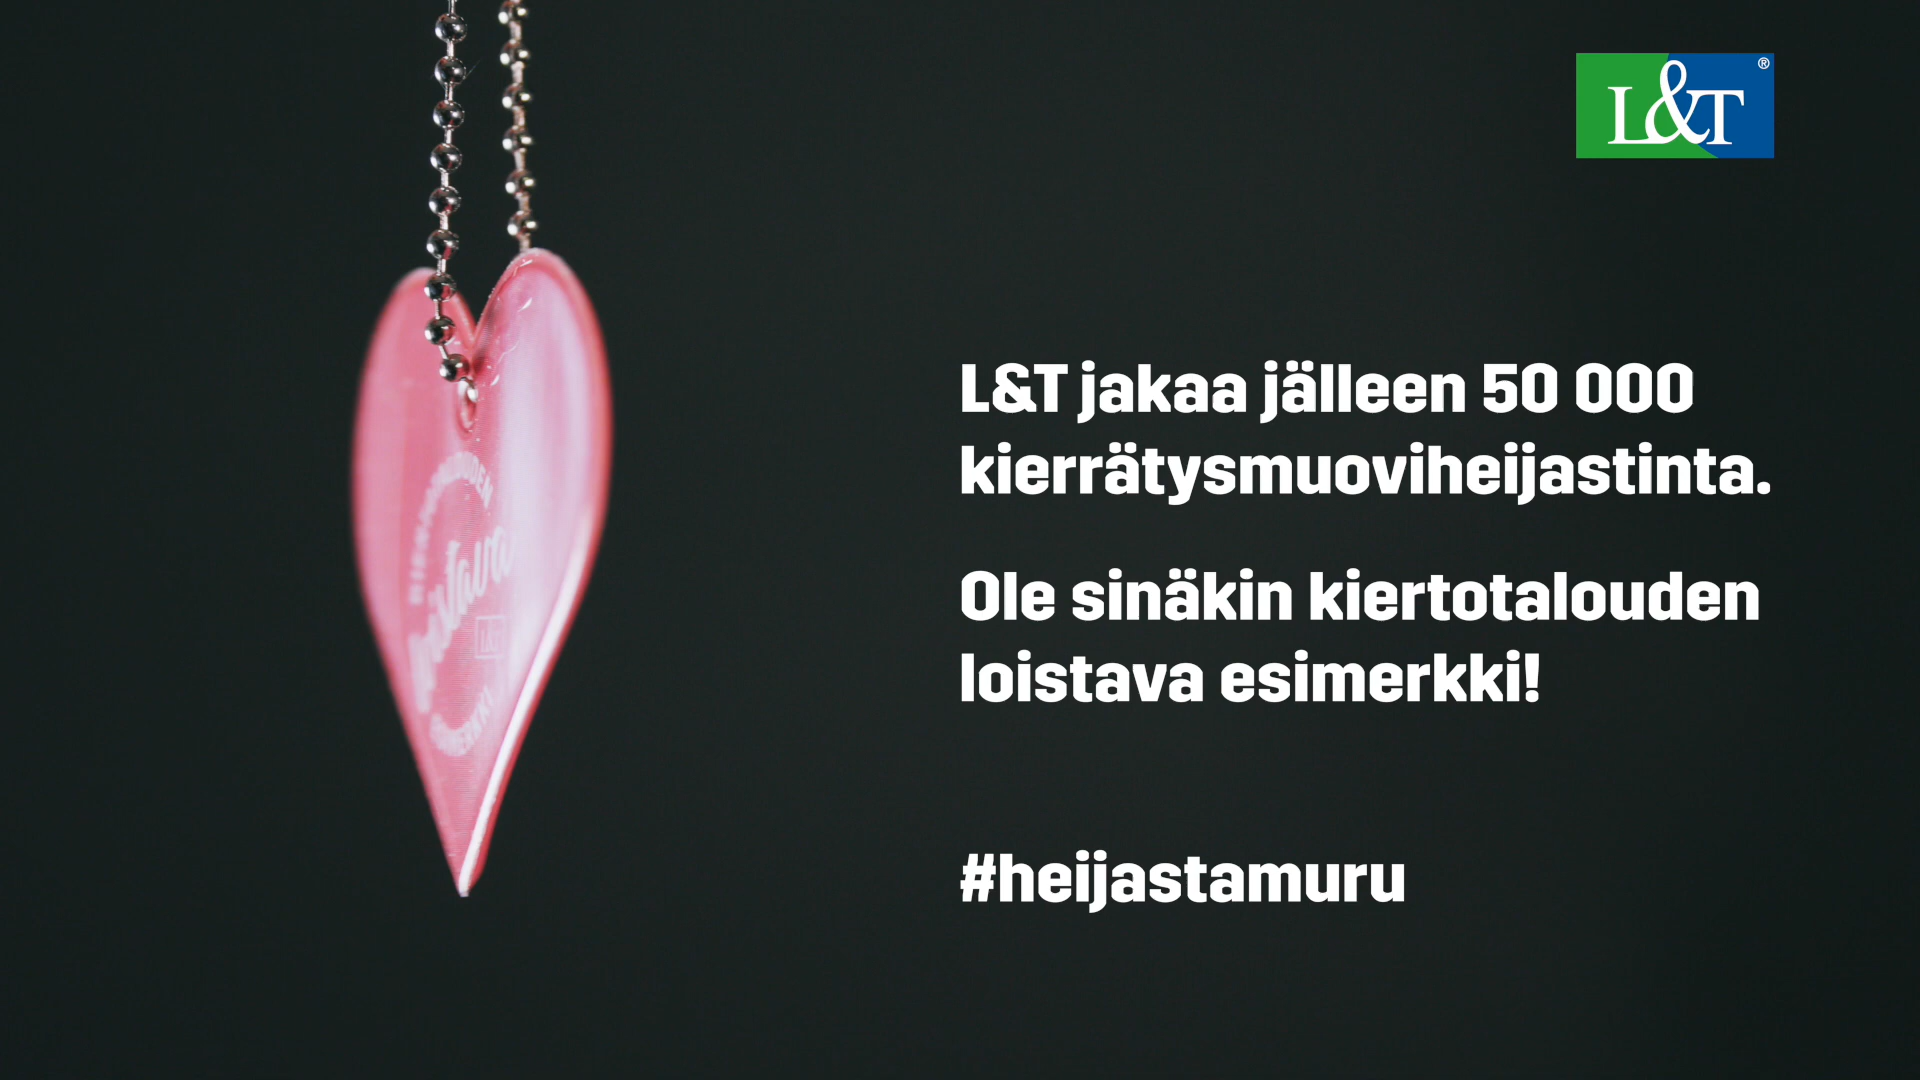 L&T®
L&T jakaa jälleen 50 000
kierrätysmuoviheijastinta.
Ole sinäkin kiertotalouden
loistava esimerkki!
#heijastamuru
L&T